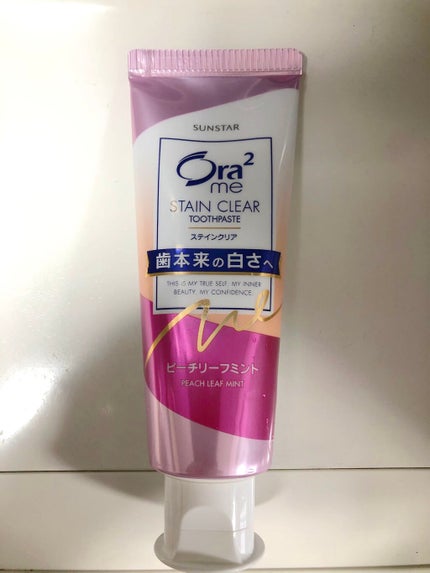 SUNSTAR
Ora2
me
STAIN CLEAR
TOOTHPASTE
ステインクリア
歯本来の白さへ
THIS IS MY TRUE SELF, MY INNER
BEAUTY, MY CONFIDENCE.
Me
ピーチリーフミント
PEACH LEAF MINT